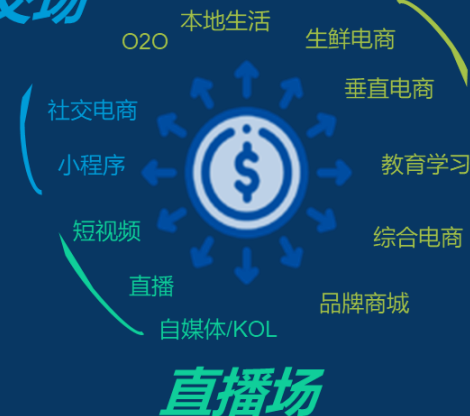 本地生活
O2O
生鲜电商
垂直电商
社交电商
小程序
教育学习
短视频
综合电商
直播
品牌商城
自媒体/KOL
$
直播场